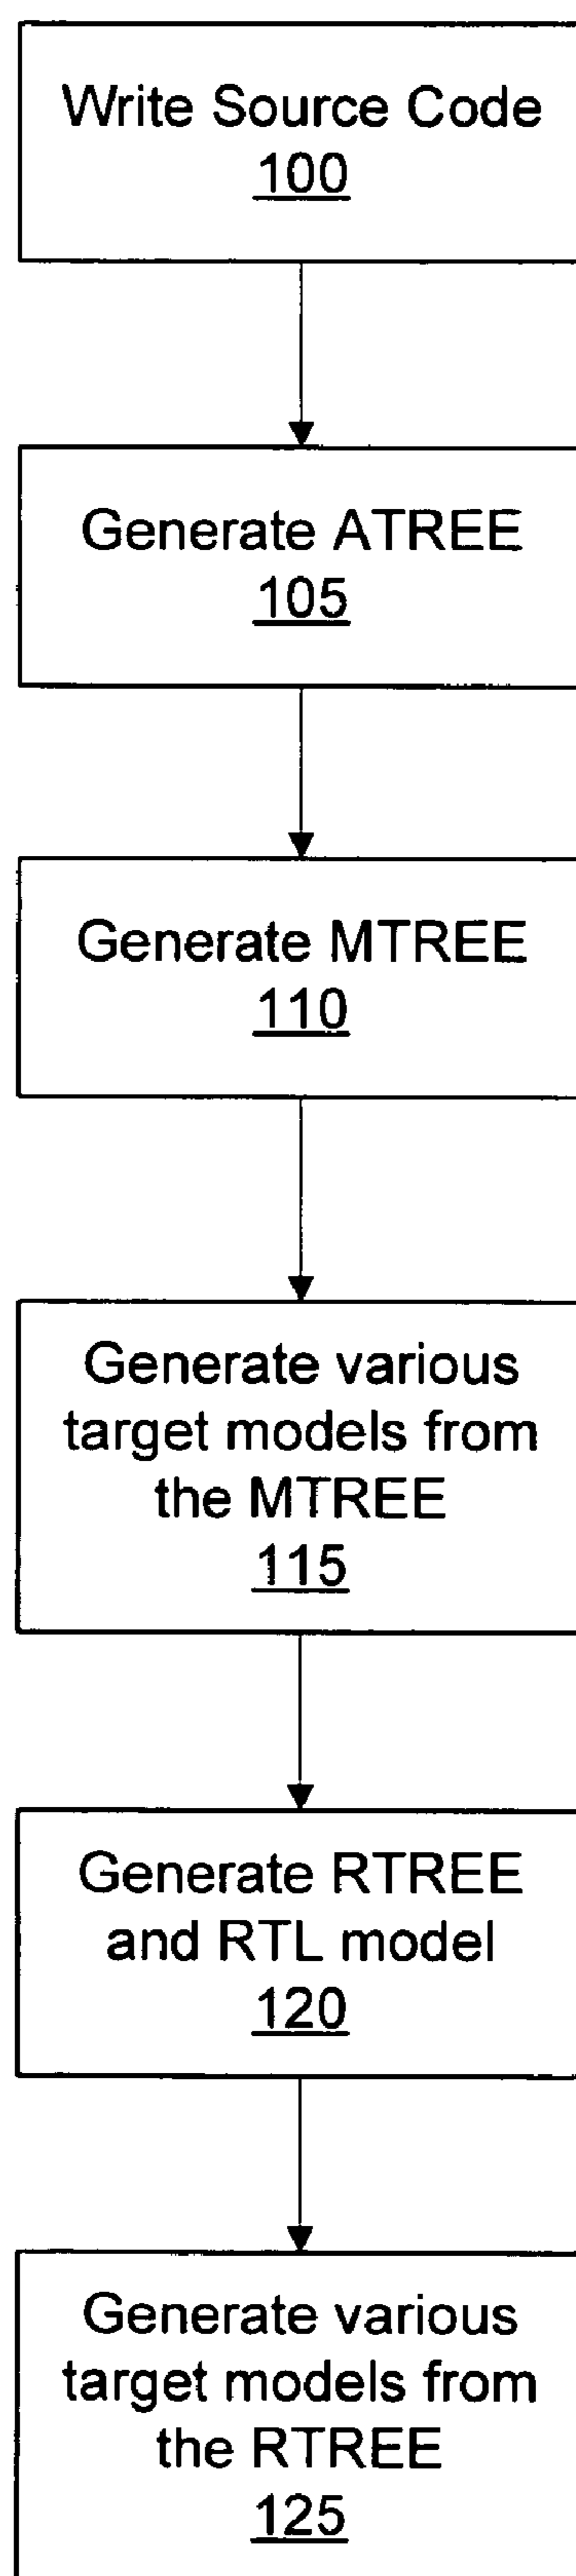 Write Source Code
100
Generate ATREE
105
Generate MTREE
110
Generate various
target models from
the MTREE
115
Generate RTREE
and RTL model
120
Generate various
target models from
the RTREE
125